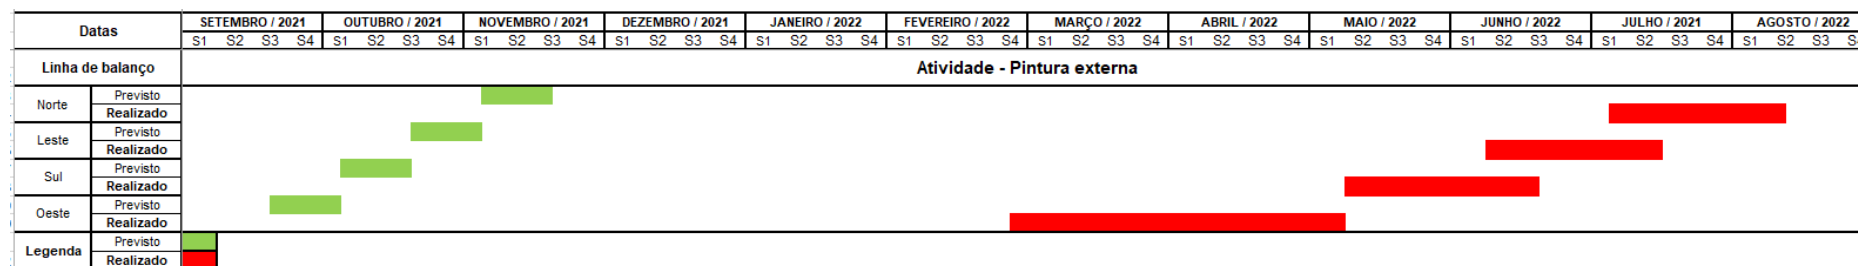 Datas SETEMBRO / 2021 OUTUBRO / 2021 NOVEMBRO / 2021 DEZEMBRO / 2021 JANEIRO / 2022 FEVEREIRO / 2022 MARÇO / 2022 ABRIL / 2022 MAIO / 2022 JUNHO / 2022 JULHO / 2021 AGOSTO / 2022
S1 S2 S3 S4 S1 S2 S3 S4 S1 S2 S3 S4 S1 S2 S3 S4 S1 S2 S3 S4 S1 S2 S3 S4 S1 S2 S3 S4 S1 S2 S3 S4 S1 S2 S3 S4 S1 S2 S3 S4 S1 S2 S3 S4 S1 S2 S3
Linha de balanço Atividade - Pintura externa
Norte Previsto
Realizado
Leste Previsto
Realizado
Sul Previsto
Realizado
Oeste Previsto
Realizado
Legenda Previsto
Realizado